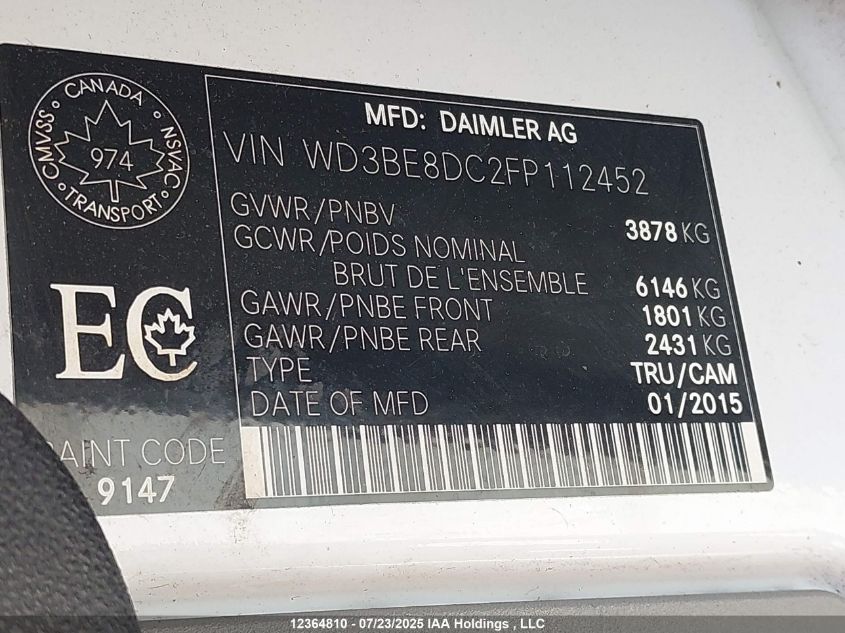 CANADA
CMVSS
NSVAC
974
TRANSPORT
MFD: DAIMLER AG
VIN WD3BE8DC2FP112452
GVWR/PNBV 3878 KG
GCWR/POIDS NOMINAL
BRUT DE L'ENSEMBLE 6146 KG
GAWR/PNBE FRONT 1801 KG
GAWR/PNBE REAR 2431 KG
TYPE TRU/CAM
DATE OF MFD 01/2015
EC
CODE
9147
12364810 - 07/23/2025 IAA Holdings , LLC